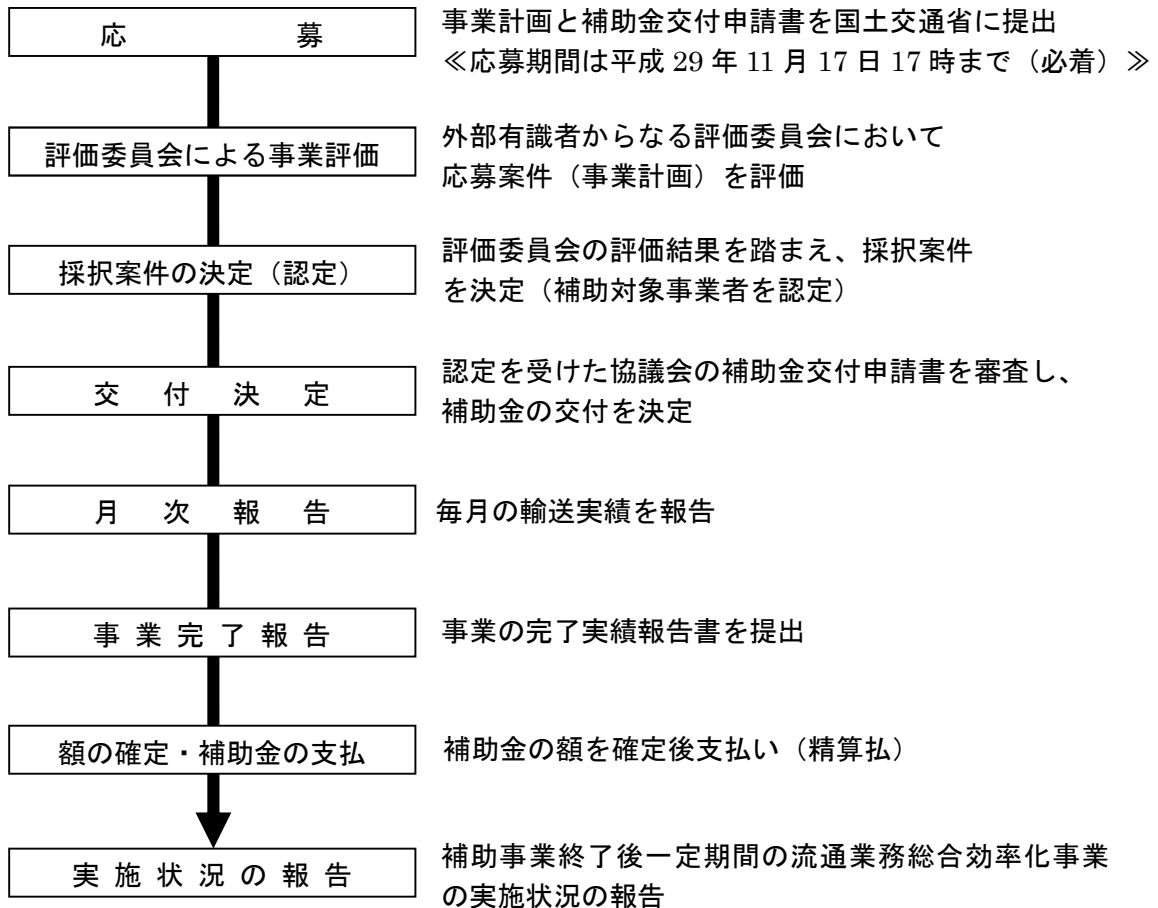 応募
事業計画と補助金交付申請書を国土交通省に提出
≪応募期間は平成 29 年 11 月 17 日 17 時まで（必着）≫
評価委員会による事業評価
外部有識者からなる評価委員会において
応募案件（事業計画）を評価
採択案件の決定（認定）
評価委員会の評価結果を踏まえ、採択案件
を決定（補助対象事業者を認定）
交付決定
認定を受けた協議会の補助金交付申請書を審査し、
補助金の交付を決定
月次報告
毎月の輸送実績を報告
事業完了報告
事業の完了実績報告書を提出
額の確定・補助金の支払
補助金の額を確定後支払い（精算払）
実施状況の報告
補助事業終了後一定期間の流通業務総合効率化事業
の実施状況の報告